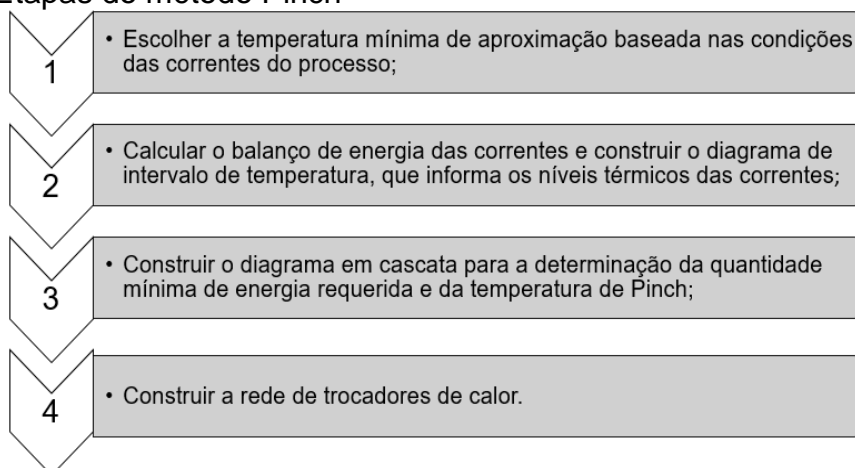 Etapas do método Pinch
1
• Escolher a temperatura mínima de aproximação baseada nas condições
das correntes do processo;
2
• Calcular o balanço de energia das correntes e construir o diagrama de
intervalo de temperatura, que informa os níveis térmicos das correntes;
3
• Construir o diagrama em cascata para a determinação da quantidade
mínima de energia requerida e da temperatura de Pinch;
4
• Construir a rede de trocadores de calor.